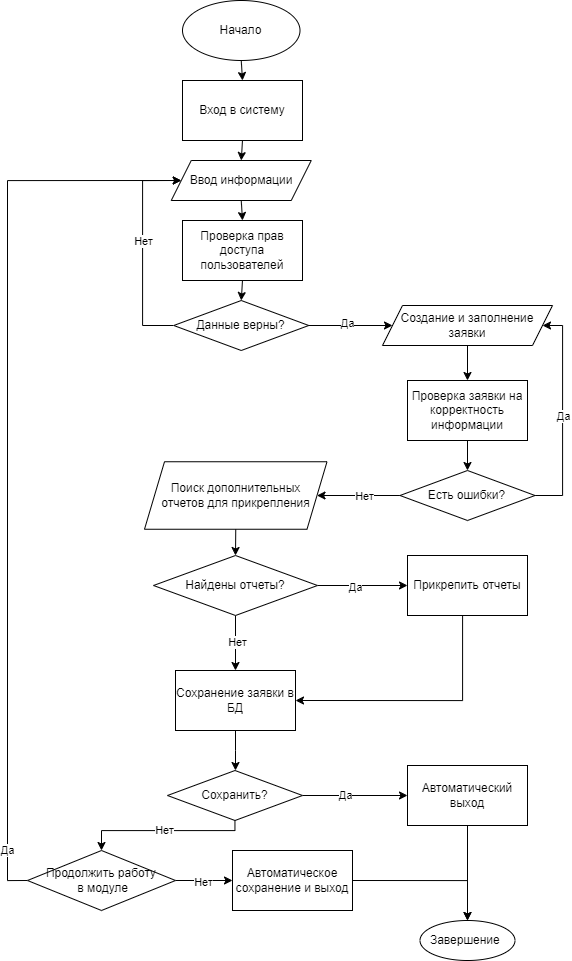 Начало
Вход в систему
Ввод информации
Нет
Проверка прав
доступа
пользователей
Данные верны?
Да
Создание и заполнение
заявки
Проверка заявки на
корректность
информации
Да
Есть ошибки?
Нет
Поиск дополнительных
отчетов для прикрепления
Найдены отчеты?
Да
Прикрепить отчеты
Нет
Сохранение заявки в
БД
Сохранить?
Да
Автоматический
выход
Нет
Да
Продолжить работу
в модуле
Нет
Автоматическое
сохранение и выход
Завершение